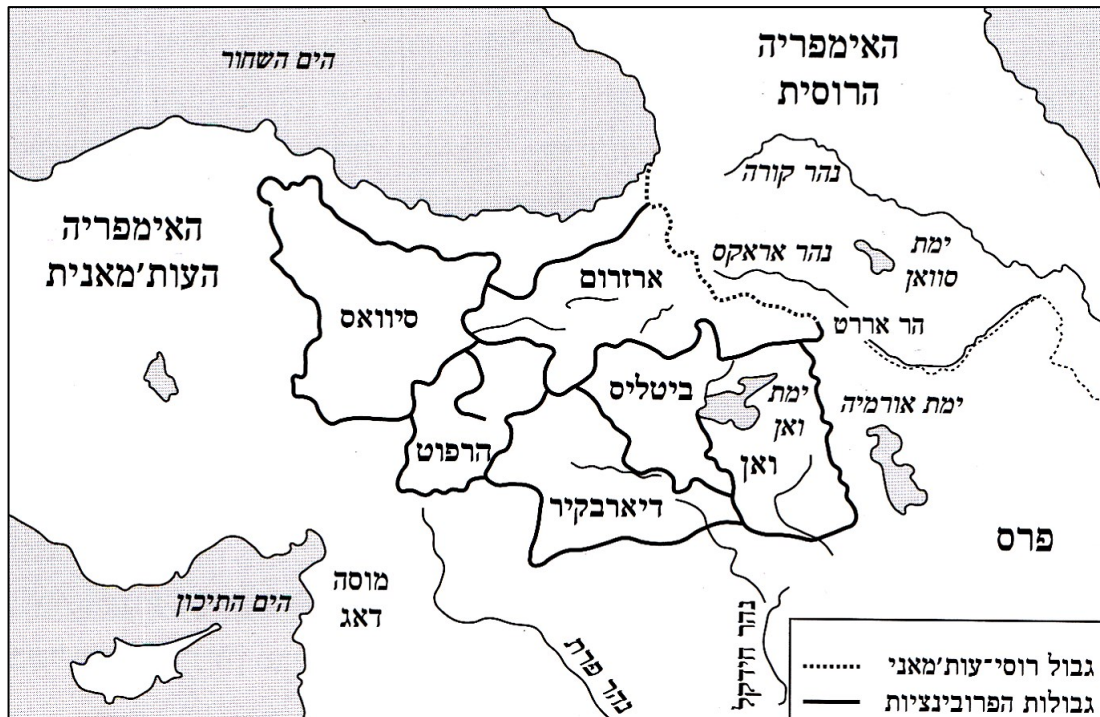 האימפריה
הרוסית
הים השחור
נהר קורה
האימפריה
העות'מאנית
ימת
סוואן
נהר אראקס
ארזרום
הר אררט
סיוואס
ביטליס
ימת
ואן
ימת אורמיה
הרפוט
ואן
דיארבקיר
פרס
מוסה
דאג
הים התיכון
נהר פרת
נהר חידקל
גבול רוסי־עות'מאני
גבולות הפרובינציות